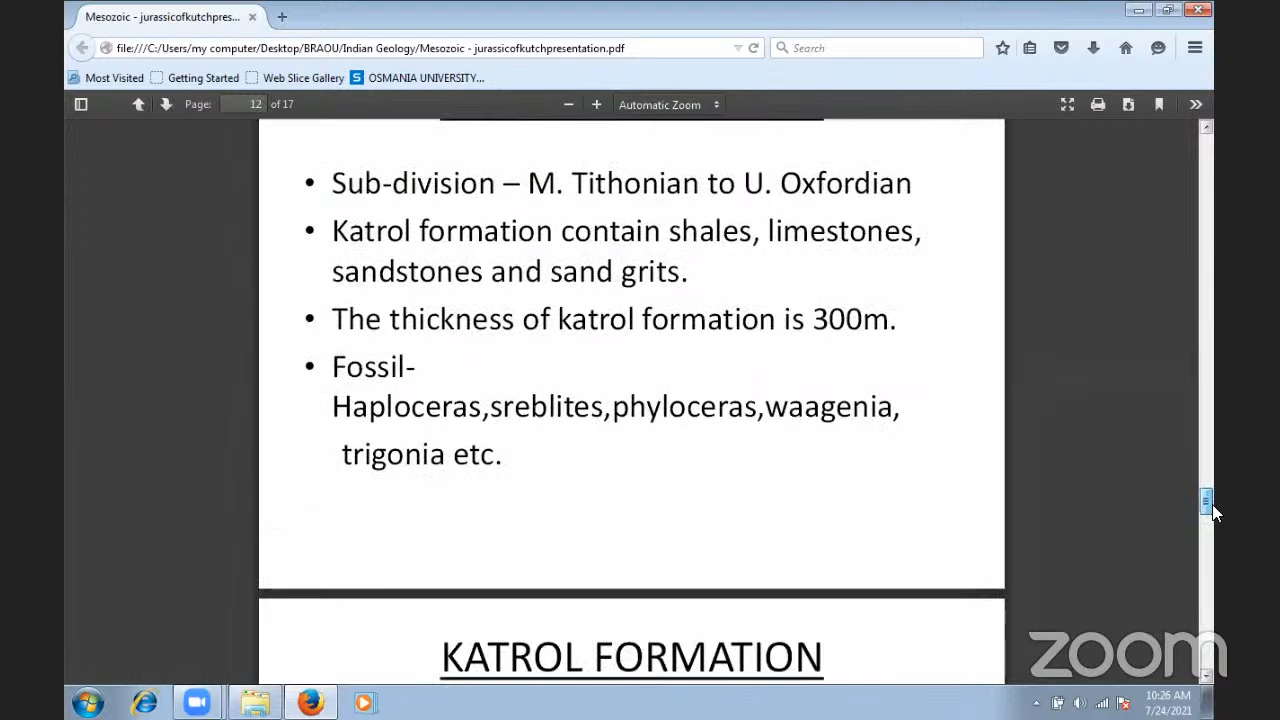 Mesozoic - jurassicofkutchpres...
file:///C:/Users/my computer/Desktop/BRAOU/Indian Geology/Mesozoic - jurassicofkutchpresentation.pdf
Search
Most Visited Getting Started Web Slice Gallery S OSMANIA UNIVERSITY...
Page: 12 of 17 Automatic Zoom
• Sub-division – M. Tithonian to U. Oxfordian
• Katrol formation contain shales, limestones,
sandstones and sand grits.
• The thickness of katrol formation is 300m.
• Fossil-
Haploceras,sreblites,phyloceras,waagenia,
trigonia etc.
KATROL FORMATION
zoom
10:26 AM
7/24/2021